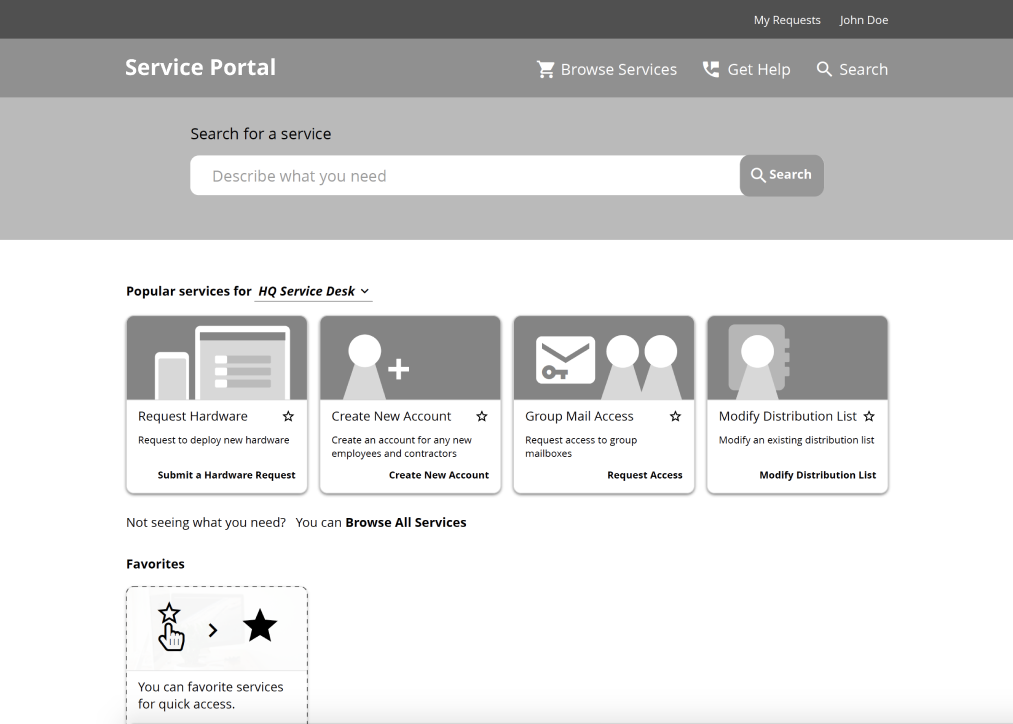 My Requests John Doe
Service Portal Browse Services Get Help Search
Search for a service
Describe what you need Search
Popular services for HQ Service Desk
Request Hardware Create New Account Group Mail Access Modify Distribution List
Request to deploy new hardware Create an account for any new Request access to group Modify an existing distribution list
employees and contractors mailboxes
Submit a Hardware Request Create New Account Request Access Modify Distribution List
Not seeing what you need? You can Browse All Services
Favorites
You can favorite services
for quick access.